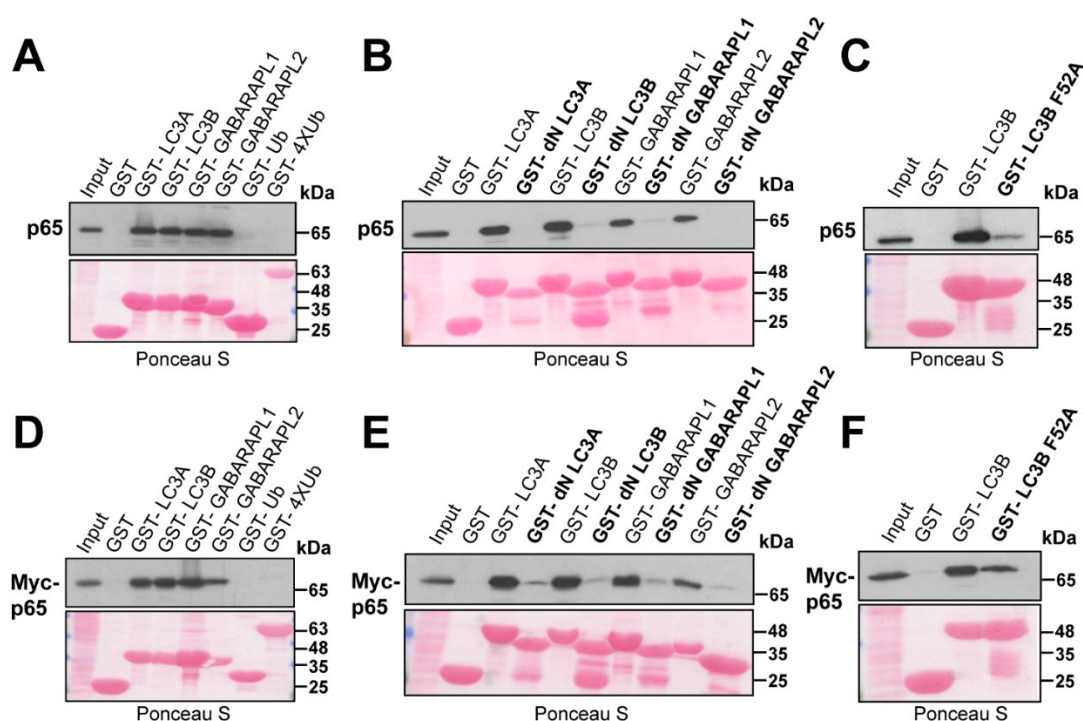 A
Input
GST
GST- LC3A
GST- LC3B
GST- GABARAPL1
GST- GABARAPL2
GST- Ub
GST- 4XUb
kDa
p65
65
63
48
35
25
Ponceau S
B
Input
GST
GST- LC3A
GST- dN LC3A
GST- LC3B
GST- dN LC3B
GST- GABARAPL1
GST- dN GABARAPL1
GST- GABARAPL2
GST- dN GABARAPL2
kDa
p65
65
48
35
25
Ponceau S
C
Input
GST
GST- LC3B
GST- LC3B F52A
kDa
p65
65
48
35
25
Ponceau S
D
Input
GST
GST- LC3A
GST- LC3B
GST- GABARAPL1
GST- GABARAPL2
GST- Ub
GST- 4XUb
kDa
Myc-
p65
65
63
48
35
25
Ponceau S
E
Input
GST
GST- LC3A
GST- dN LC3A
GST- LC3B
GST- dN LC3B
GST- GABARAPL1
GST- dN GABARAPL1
GST- GABARAPL2
GST- dN GABARAPL2
kDa
Myc-
p65
65
48
35
25
Ponceau S
F
Input
GST
GST- LC3B
GST- LC3B F52A
kDa
Myc-
p65
65
48
35
25
Ponceau S